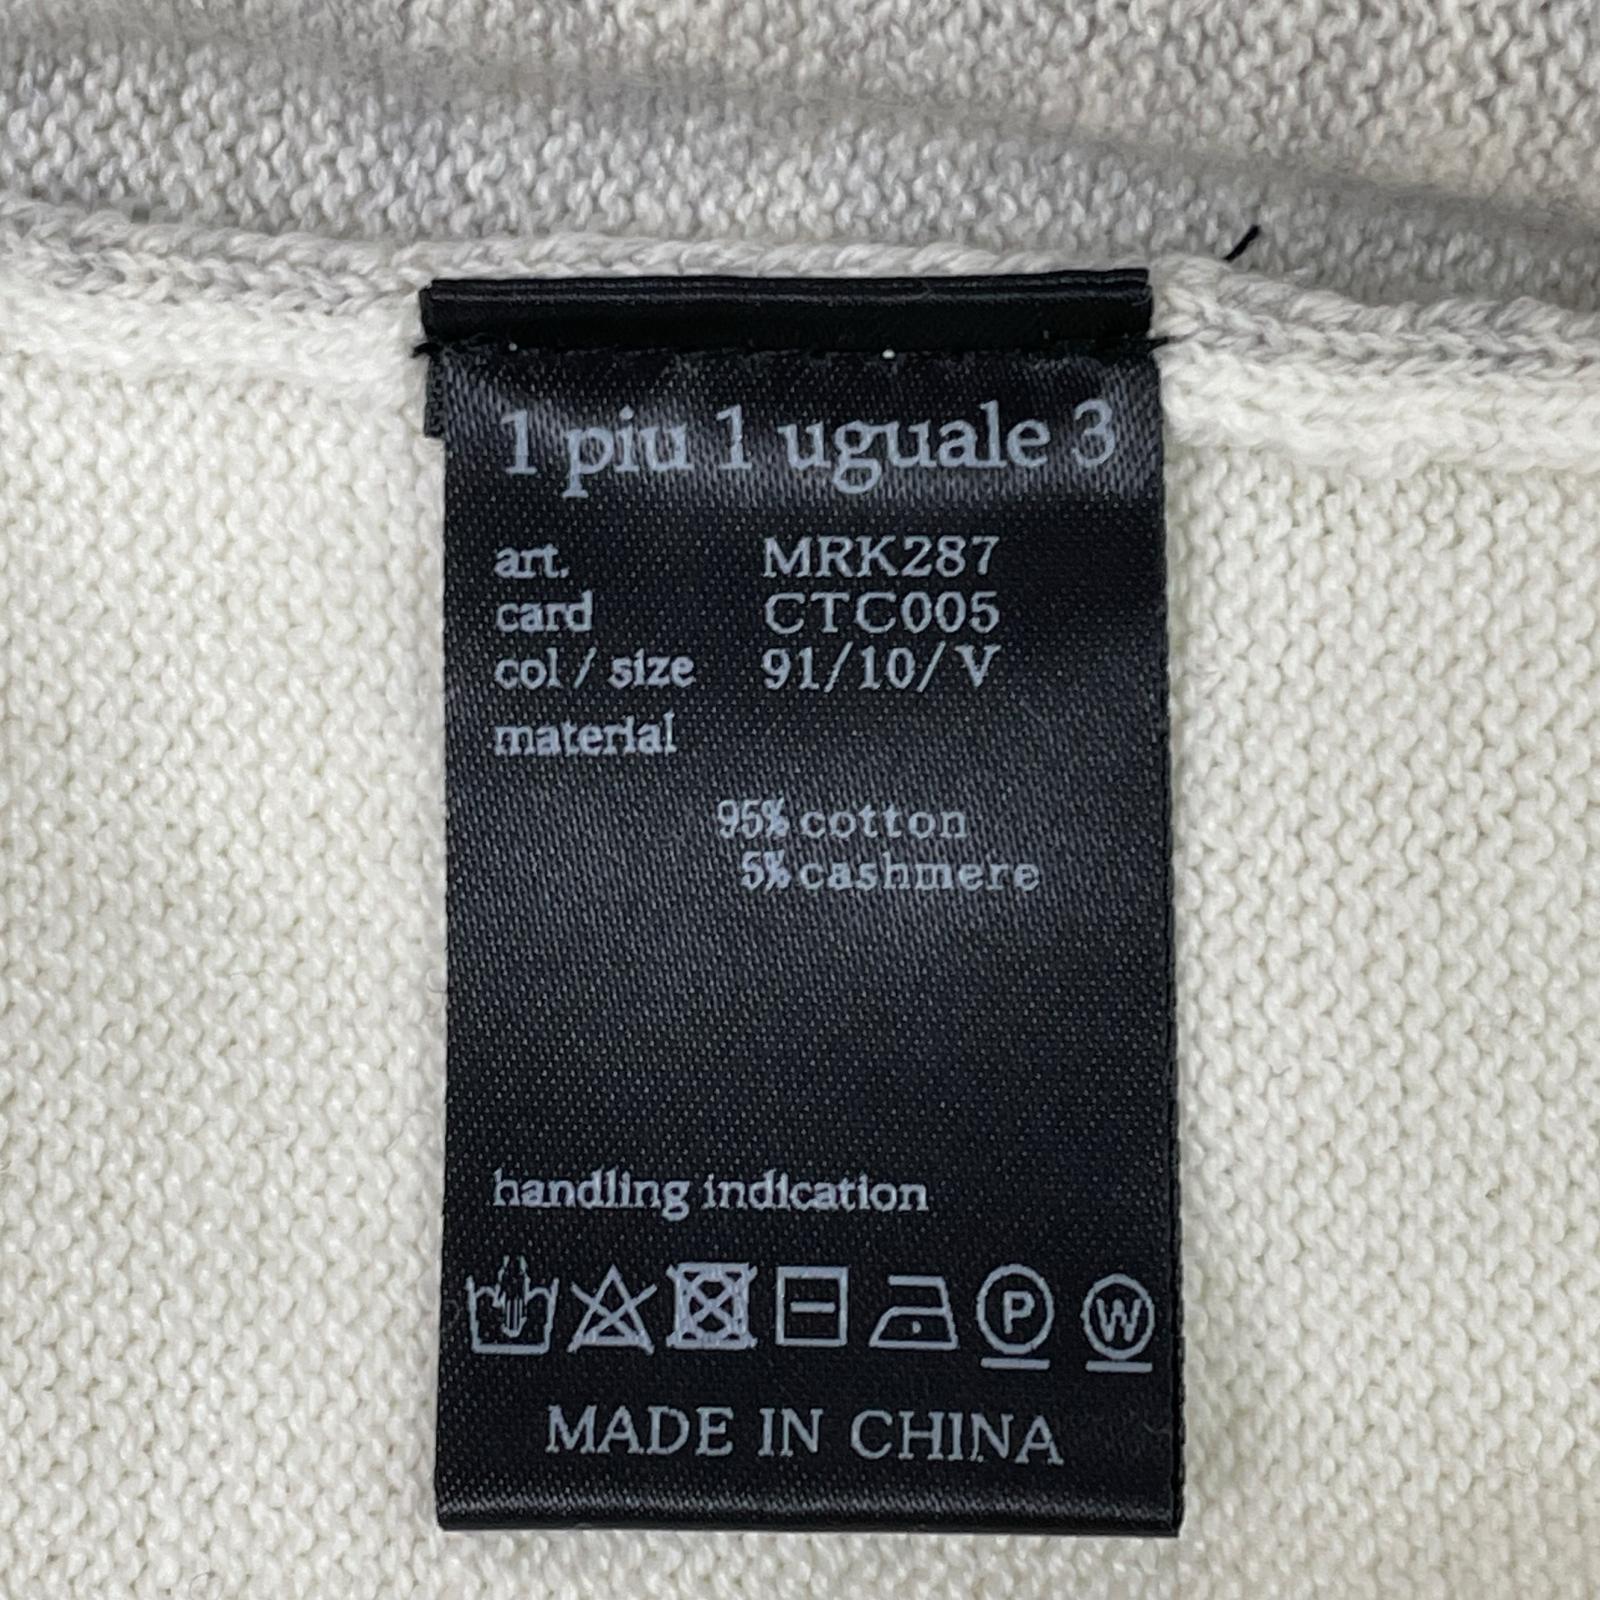 1 piu 1 uguale 3
art. MRK287
card CTC005
col / size 91/10/V
material
95% cotton
5% cashmere
handling indication
P W
MADE IN CHINA